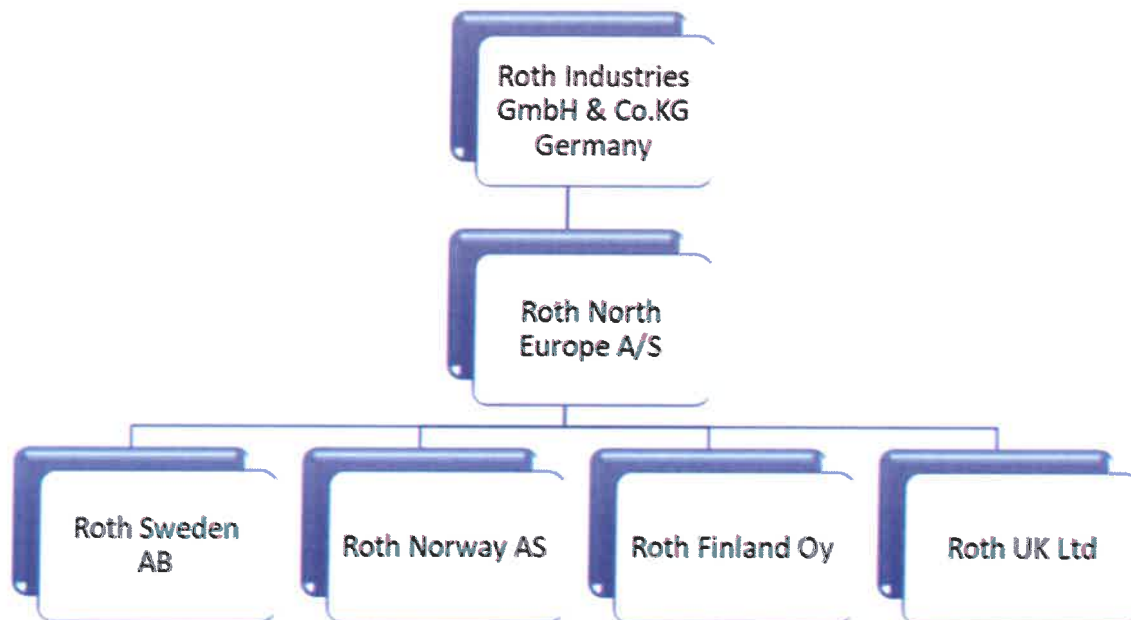 Roth Industries
GmbH & Co.KG
Germany
Roth North
Europe A/S
Roth Sweden
AB
Roth Norway AS
Roth Finland Oy
Roth UK Ltd